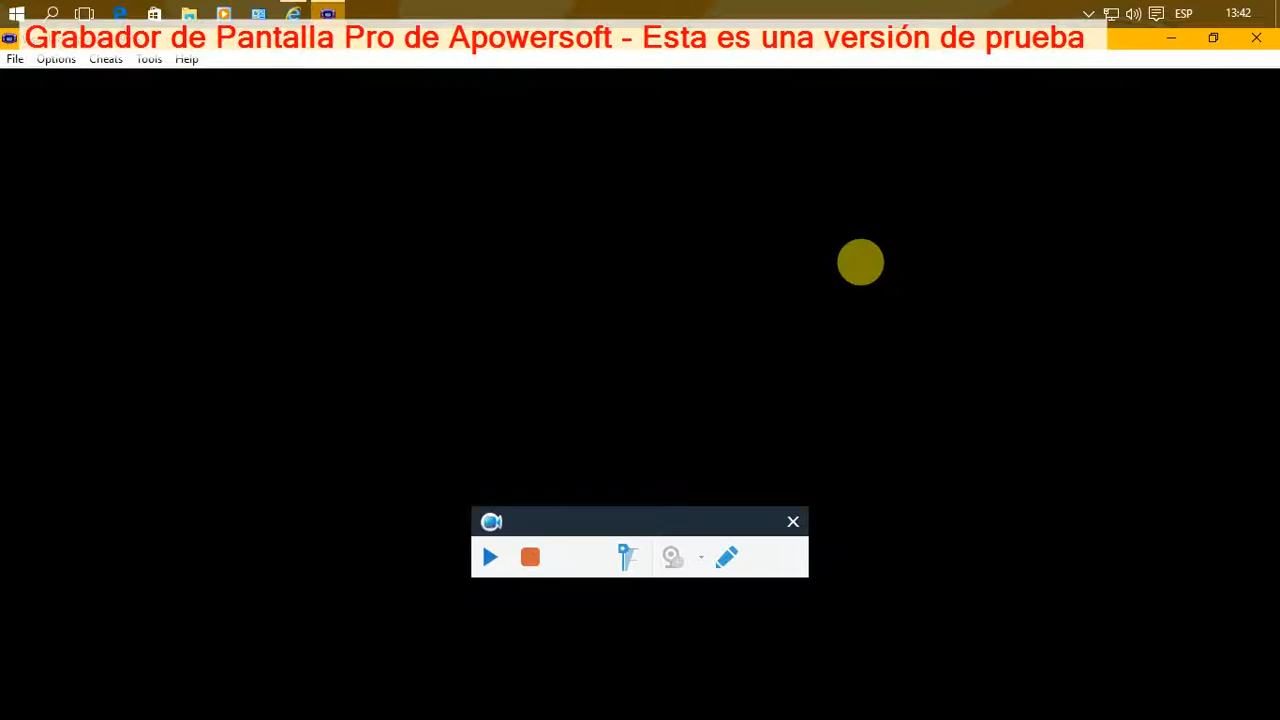 ESP
13:42
Grabador de Pantalla Pro de Apowersoft - Esta es una versión de prueba
File Options Cheats Tools Help